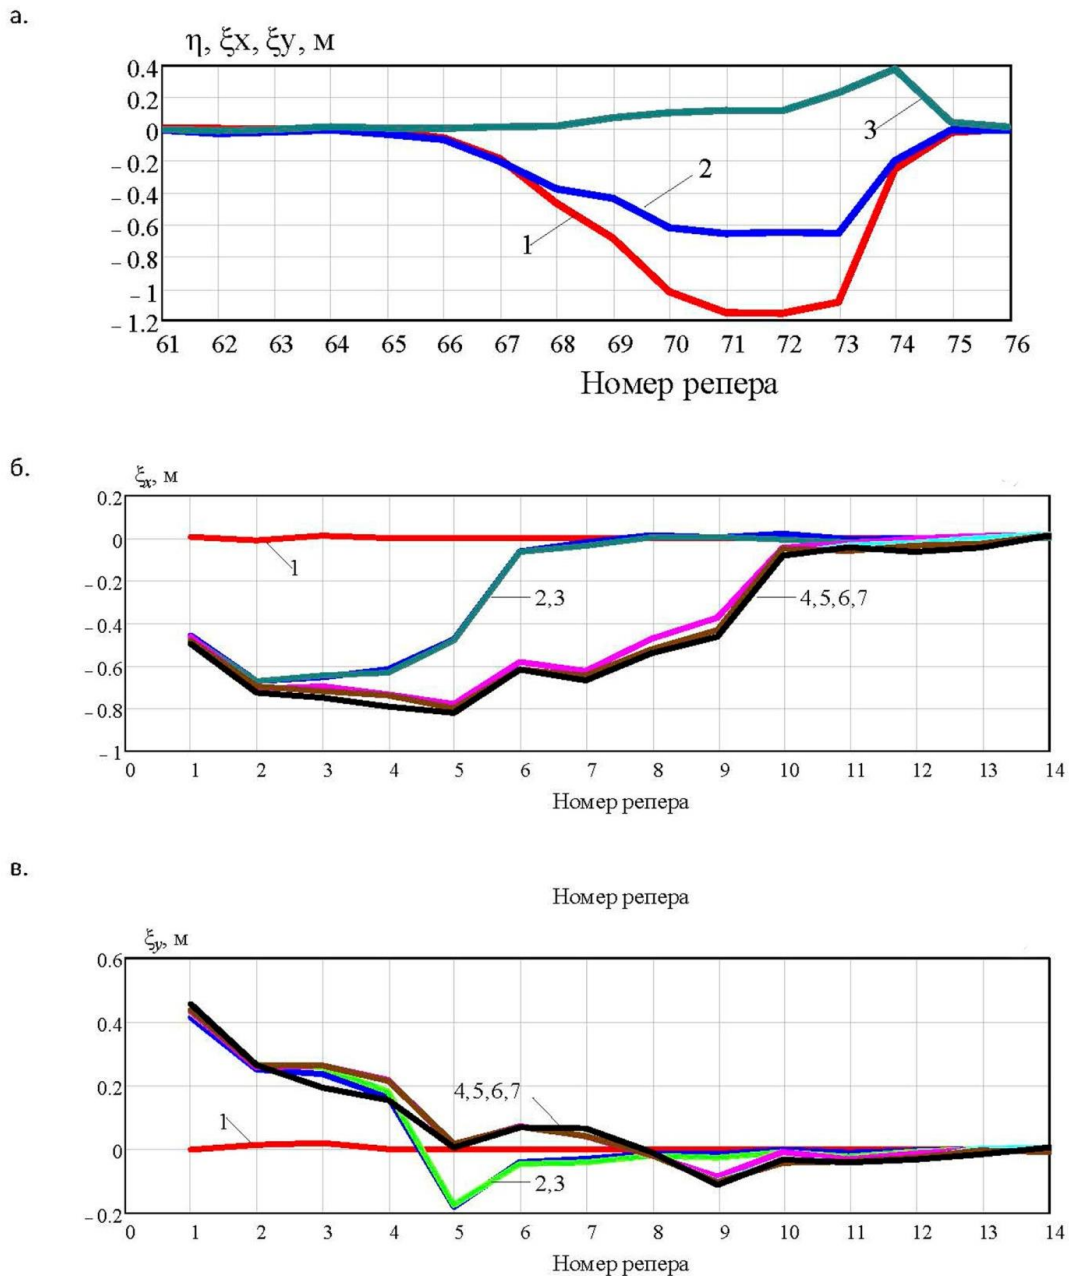 а.
η, ξx, ξy, м
0.4
0.2
0
– 0.2
– 0.4
– 0.6
– 0.8
– 1
– 1.2
1
2
3
61 62 63 64 65 66 67 68 69 70 71 72 73 74 75 76
Номер репера
б.
ξx, м
0.2
0
– 0.2
– 0.4
– 0.6
– 0.8
– 1
1
2,3
4,5,6,7
0 1 2 3 4 5 6 7 8 9 10 11 12 13 14
Номер репера
в.
Номер репера
ξy, м
0.6
0.4
0.2
0
– 0.2
1
4,5,6,7
2,3
0 1 2 3 4 5 6 7 8 9 10 11 12 13 14
Номер репера